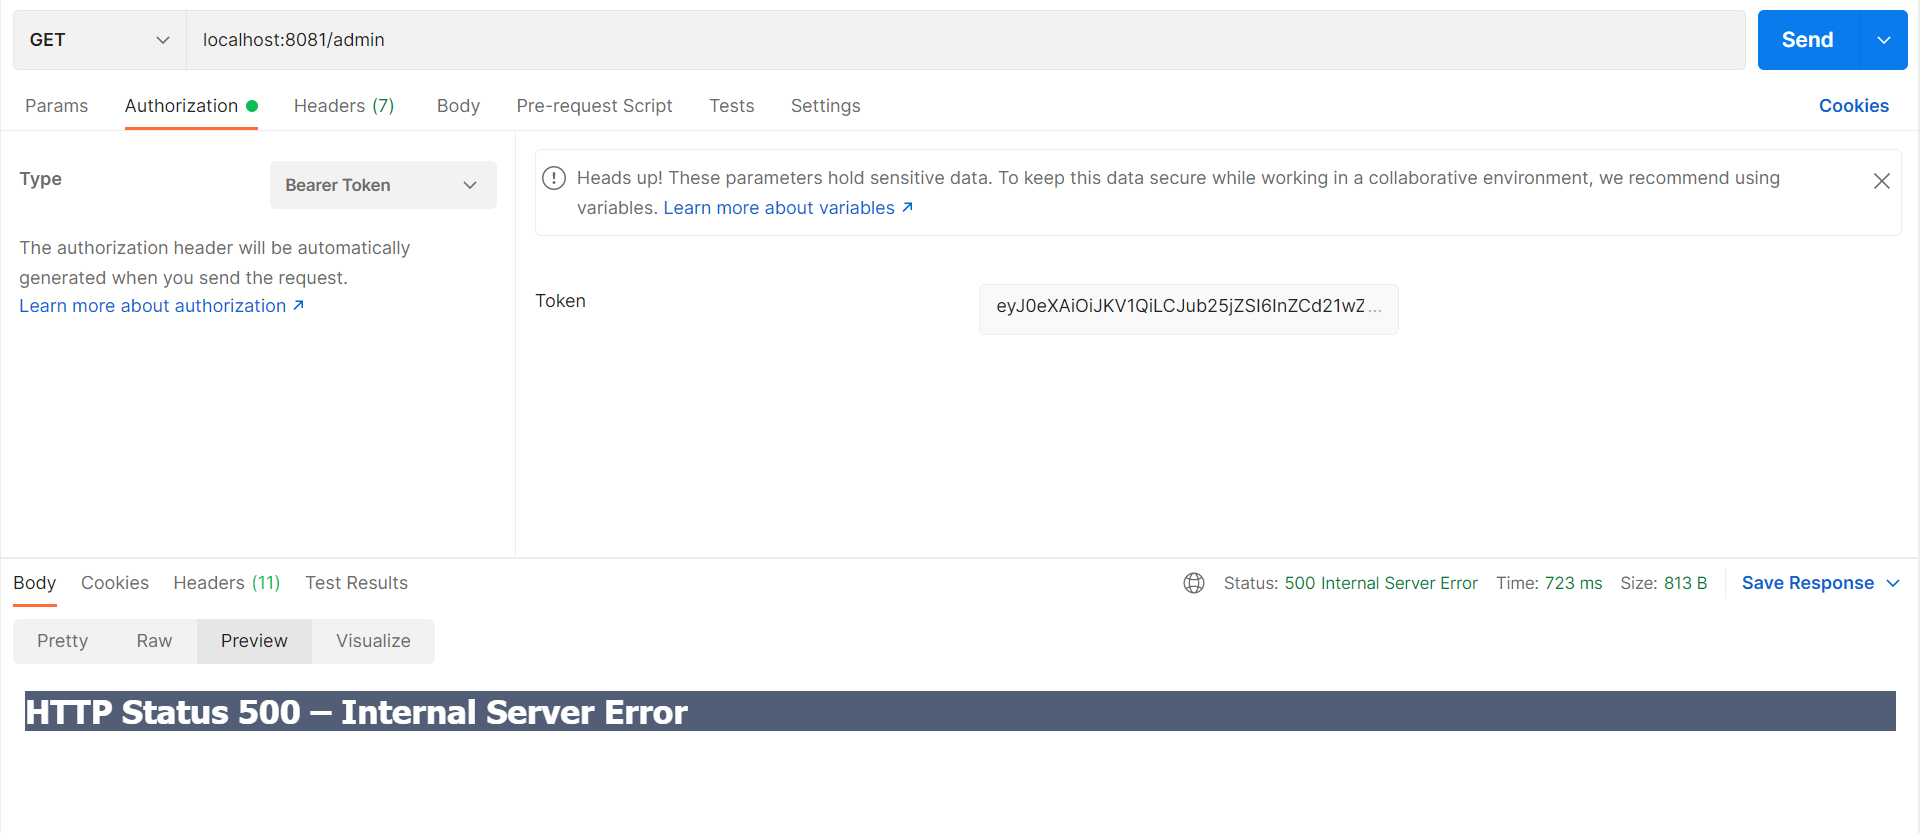 GET
localhost:8081/admin
Send
Params
Authorization
Headers (7)
Body
Pre-request Script
Tests
Settings
Cookies
Type
Bearer Token
The authorization header will be automatically
generated when you send the request.
Learn more about authorization ↗
Heads up! These parameters hold sensitive data. To keep this data secure while working in a collaborative environment, we recommend using
variables. Learn more about variables ↗
Token
eyJ0eXAiOiJKV1QiLCJub25jZSI6InZCd21wZ...
Body
Cookies
Headers (11)
Test Results
Status: 500 Internal Server Error
Time: 723 ms
Size: 813 B
Save Response
Pretty
Raw
Preview
Visualize
HTTP Status 500 – Internal Server Error